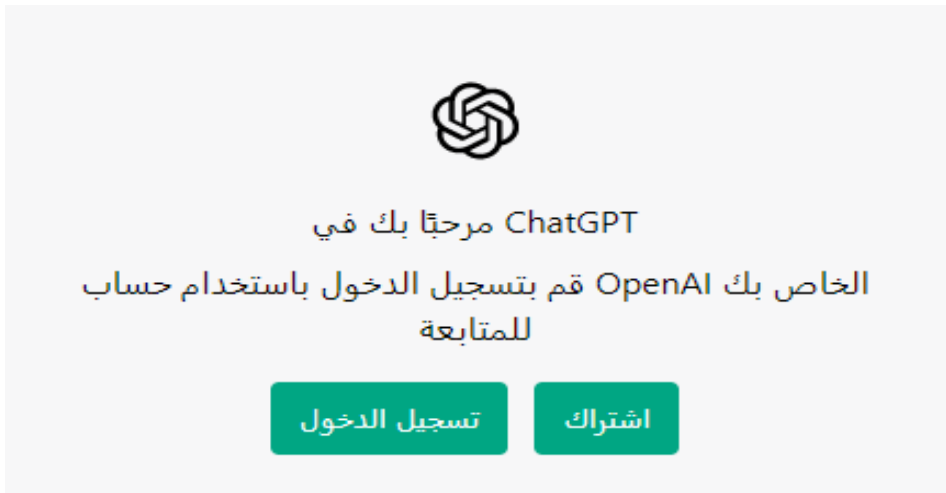 ChatGPT مرحبًا بك في
الخاص بك OpenAI قم بتسجيل الدخول باستخدام حساب
للمتابعة
اشتراك تسجيل الدخول